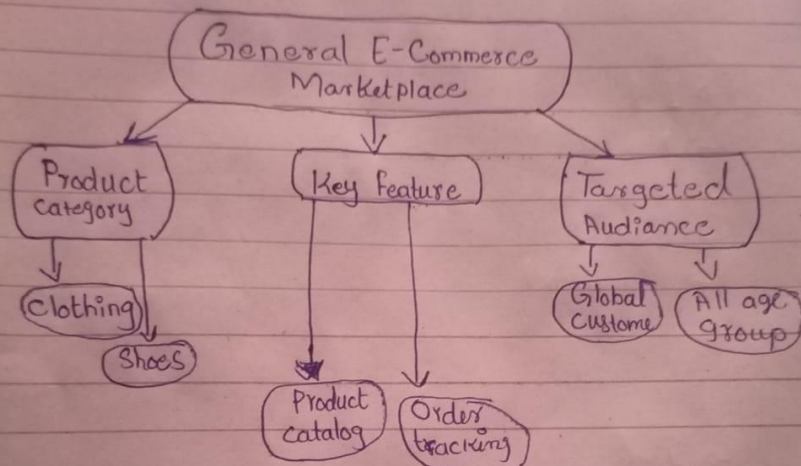 General E-Commerce
Marketplace
Product
Category
Key Feature
Targeted
Audiance
Clothing
Shoes
Product
catalog
Order
tracking
Global
Custome
All age
group